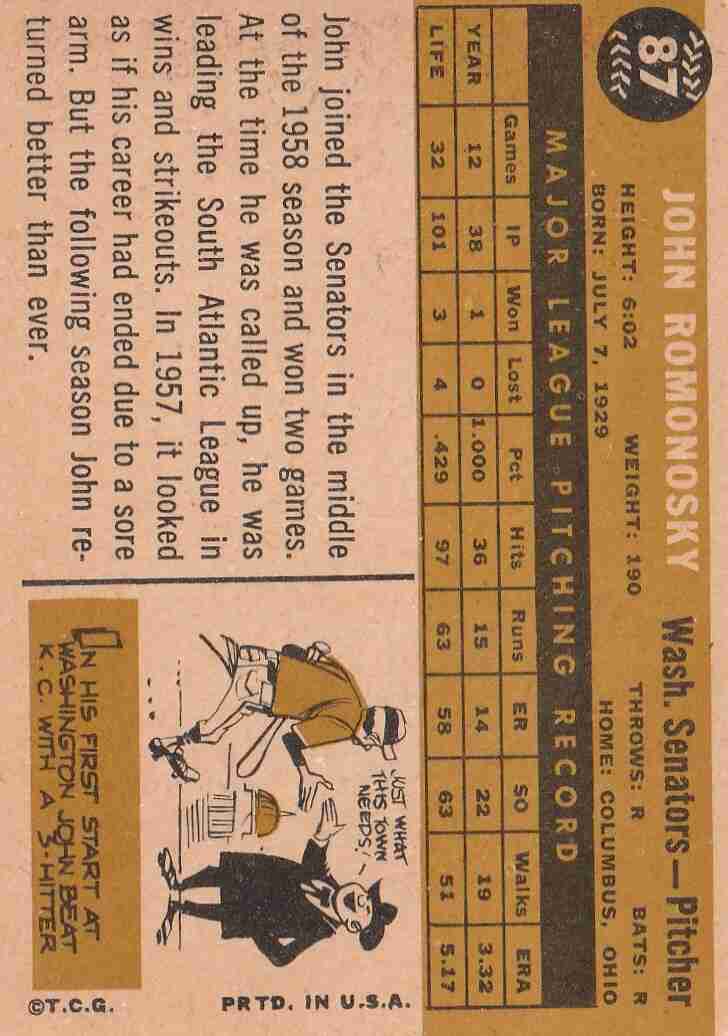 87
JOHN ROMONOSKY Wash. Senators—Pitcher
HEIGHT: 6:02 WEIGHT: 190 THROWS: R BATS: R
BORN: JULY 7, 1929 HOME: COLUMBUS, OHIO
MAJOR LEAGUE PITCHING RECORD
Games IP Won Lost Pct Hits Runs ER SO Walks ERA
YEAR 12 38 1 0 1.000 36 15 14 22 19 3.32
LIFE 32 101 3 4 .429 97 63 58 63 51 5.17
John joined the Senators in the middle
of the 1958 season and won two games.
At the time he was called up, he was
leading the South Atlantic League in
wins and strikeouts. In 1957, it looked
as if his career had ended due to a sore
arm. But the following season John re-
turned better than ever.
JUST WHAT
THIS TOWN
NEEDS!
IN HIS FIRST START AT
WASHINGTON JOHN BEAT
K.C. WITH A 3-HITTER
PRTD. IN U.S.A.
©T.C.G.